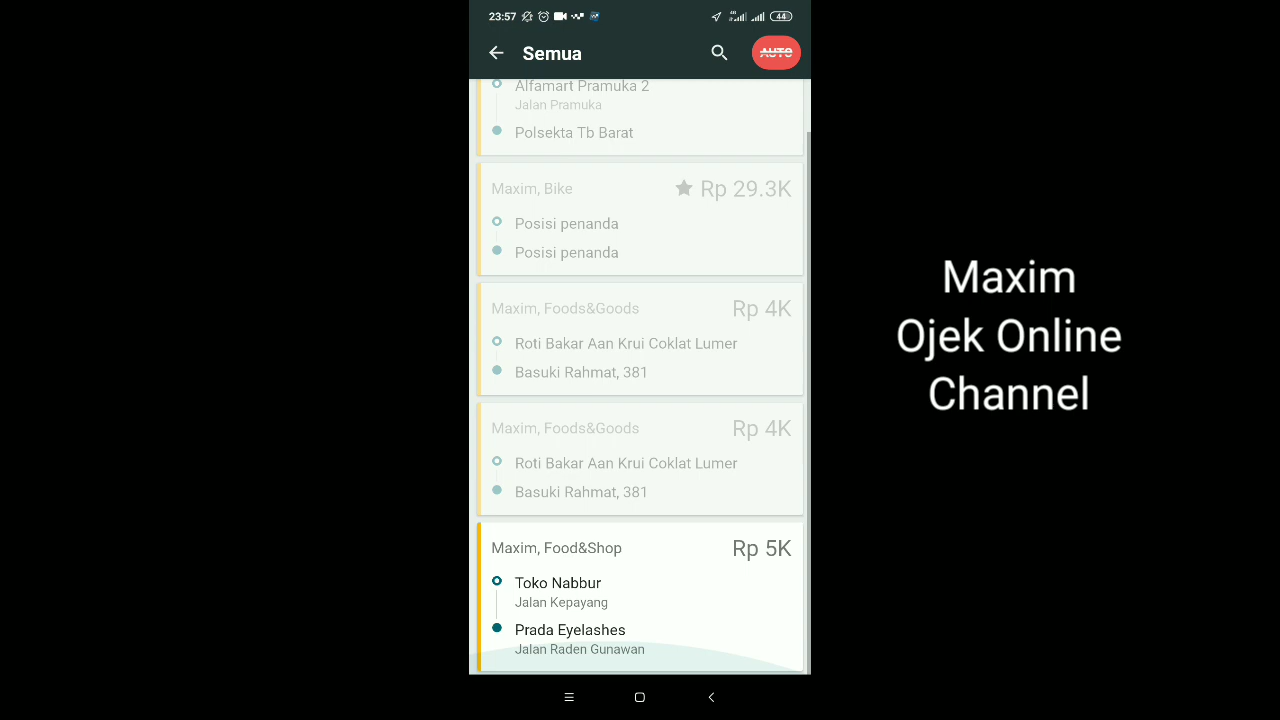 23:57
4G
44
Semua
AUTO
Alfamart Pramuka 2
Jalan Pramuka
Polsekta Tb Barat
Maxim, Bike
Rp 29.3K
Posisi penanda
Posisi penanda
Maxim, Foods&Goods
Rp 4K
Roti Bakar Aan Krui Coklat Lumer
Basuki Rahmat, 381
Maxim, Foods&Goods
Rp 4K
Roti Bakar Aan Krui Coklat Lumer
Basuki Rahmat, 381
Maxim, Food&Shop
Rp 5K
Toko Nabbur
Jalan Kepayang
Prada Eyelashes
Jalan Raden Gunawan
Maxim
Ojek Online
Channel